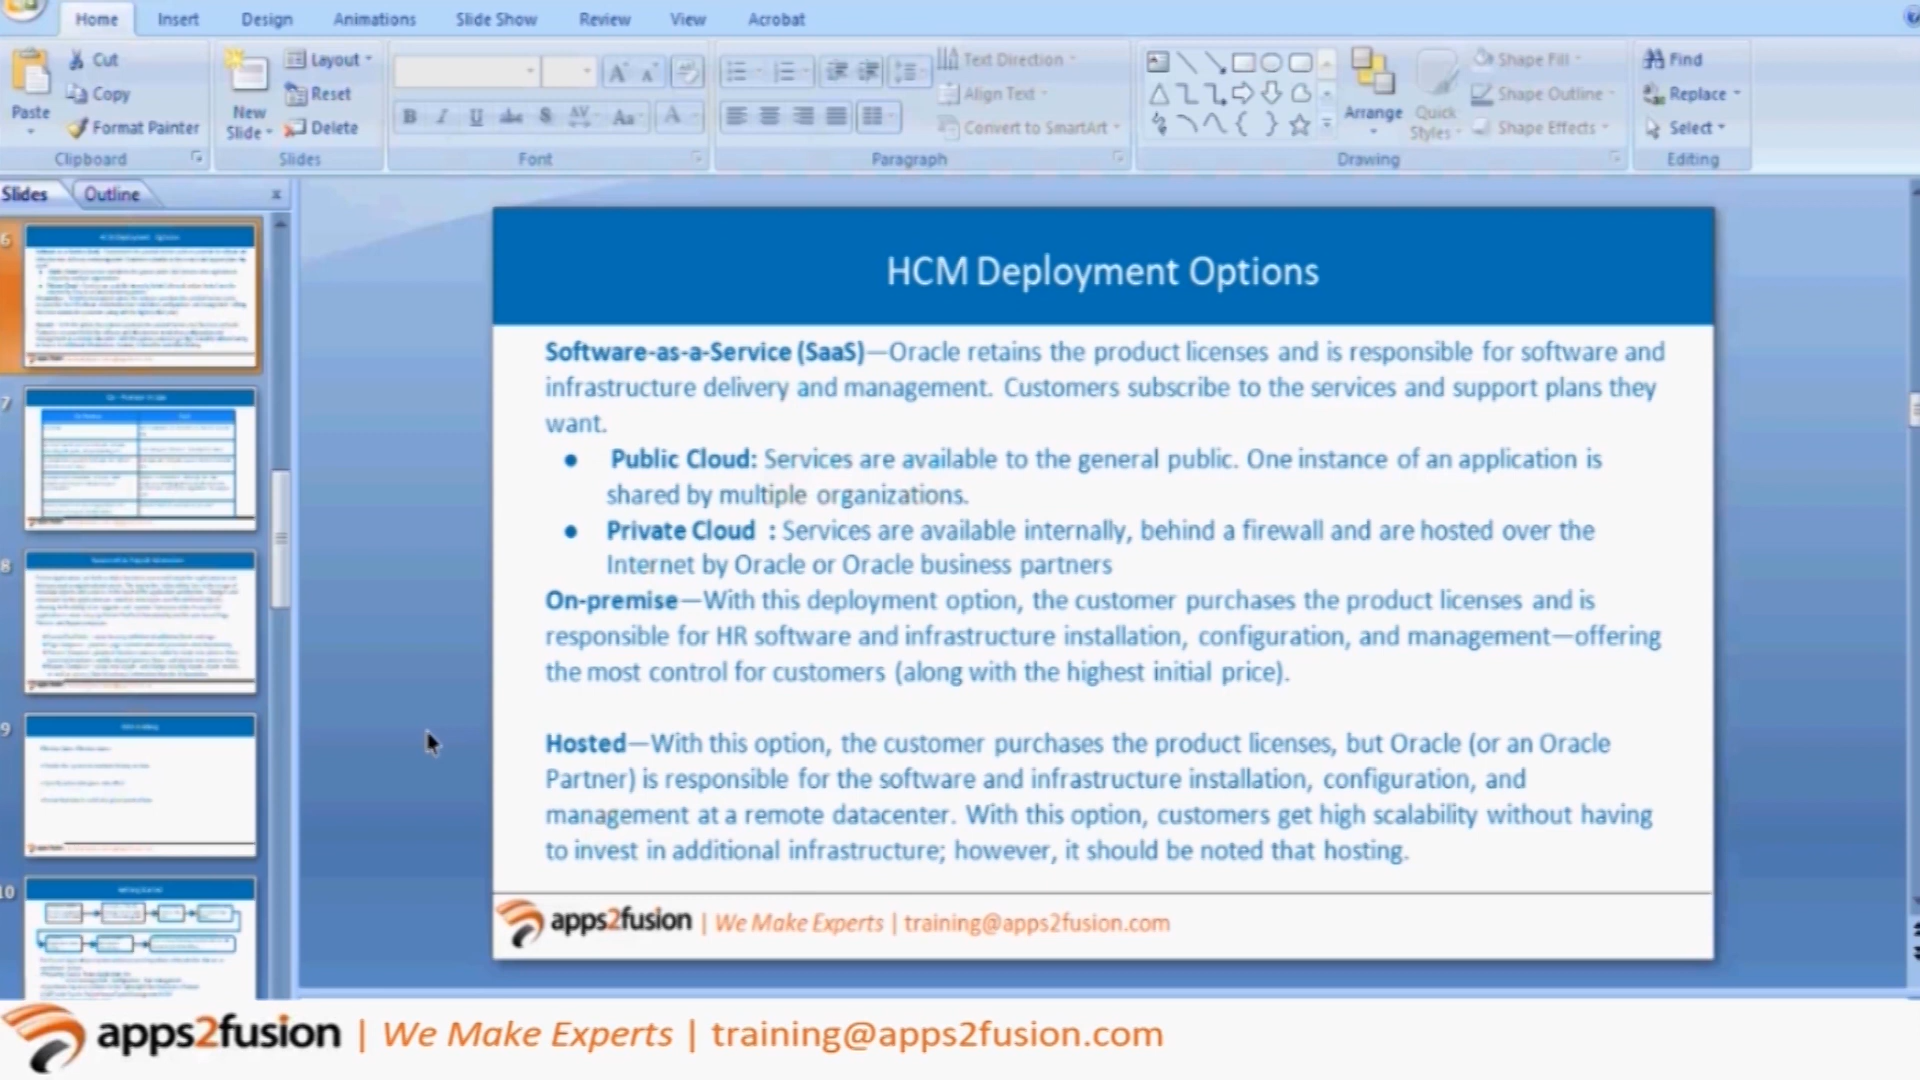 Home Insert Design Animations Slide Show Review View Acrobat
Paste
Cut
Copy
Format Painter
Clipboard
New Slide
Layout
Reset
Delete
Slides
B I U abc S AV Aa A
Font
Text Direction
Align Text
Convert to SmartArt
Paragraph
Arrange
Quick Styles
Shape Fill
Shape Outline
Shape Effects
Drawing
Find
Replace
Select
Editing
Slides Outline
6
7
8
9
10
HCM Deployment Options
Software-as-a-Service (SaaS)—Oracle retains the product licenses and is responsible for software and
infrastructure delivery and management. Customers subscribe to the services and support plans they
want.
● Public Cloud: Services are available to the general public. One instance of an application is
shared by multiple organizations.
● Private Cloud : Services are available internally, behind a firewall and are hosted over the
Internet by Oracle or Oracle business partners
On-premise—With this deployment option, the customer purchases the product licenses and is
responsible for HR software and infrastructure installation, configuration, and management—offering
the most control for customers (along with the highest initial price).
Hosted—With this option, the customer purchases the product licenses, but Oracle (or an Oracle
Partner) is responsible for the software and infrastructure installation, configuration, and
management at a remote datacenter. With this option, customers get high scalability without having
to invest in additional infrastructure; however, it should be noted that hosting.
apps2fusion | We Make Experts | training@apps2fusion.com
apps2fusion | We Make Experts | training@apps2fusion.com